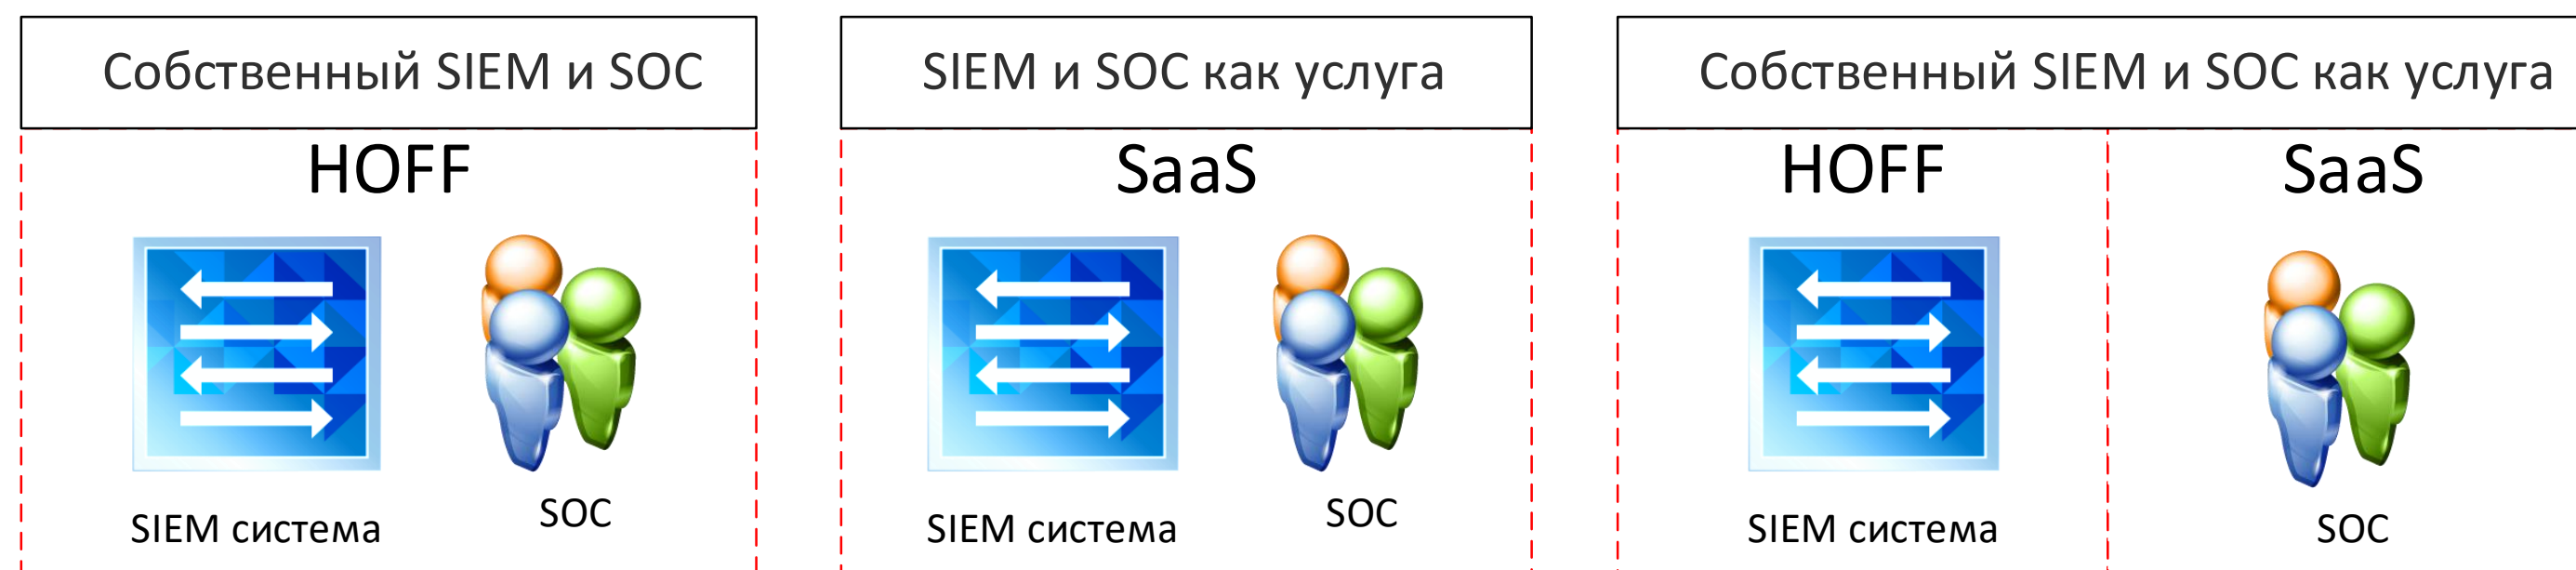 Собственный SIEM и SOC
HOFF
SIEM система
SOC
SIEM и SOC как услуга
SaaS
SIEM система
SOC
Собственный SIEM и SOC как услуга
HOFF
SaaS
SIEM система
SOC